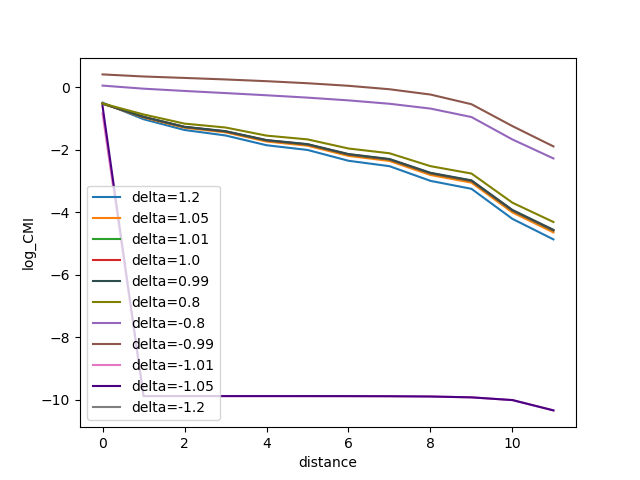 0
−2
−4
−6
−8
−10
log_CMI
delta=1.2
delta=1.05
delta=1.01
delta=1.0
delta=0.99
delta=0.8
delta=-0.8
delta=-0.99
delta=-1.01
delta=-1.05
delta=-1.2
0 2 4 6 8 10
distance